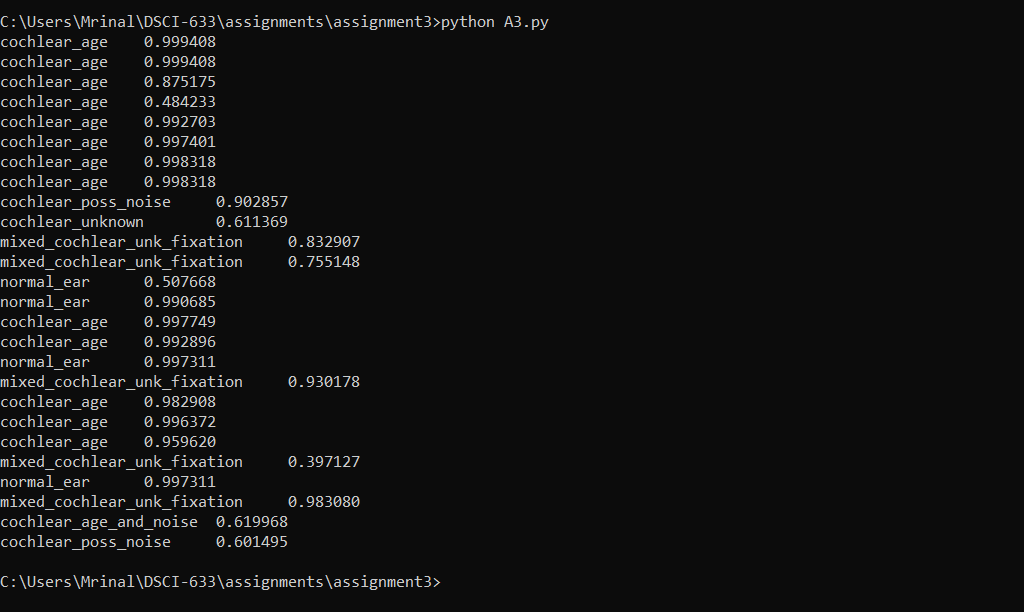 C:\Users\Mrinal\DSCI-633\assignments\assignment3>python A3.py
cochlear_age    0.999408
cochlear_age    0.999408
cochlear_age    0.875175
cochlear_age    0.484233
cochlear_age    0.992703
cochlear_age    0.997401
cochlear_age    0.998318
cochlear_age    0.998318
cochlear_poss_noise     0.902857
cochlear_unknown        0.611369
mixed_cochlear_unk_fixation     0.832907
mixed_cochlear_unk_fixation     0.755148
normal_ear      0.507668
normal_ear      0.990685
cochlear_age    0.997749
cochlear_age    0.992896
normal_ear      0.997311
mixed_cochlear_unk_fixation     0.930178
cochlear_age    0.982908
cochlear_age    0.996372
cochlear_age    0.959620
mixed_cochlear_unk_fixation     0.397127
normal_ear      0.997311
mixed_cochlear_unk_fixation     0.983080
cochlear_age_and_noise  0.619968
cochlear_poss_noise     0.601495
C:\Users\Mrinal\DSCI-633\assignments\assignment3>